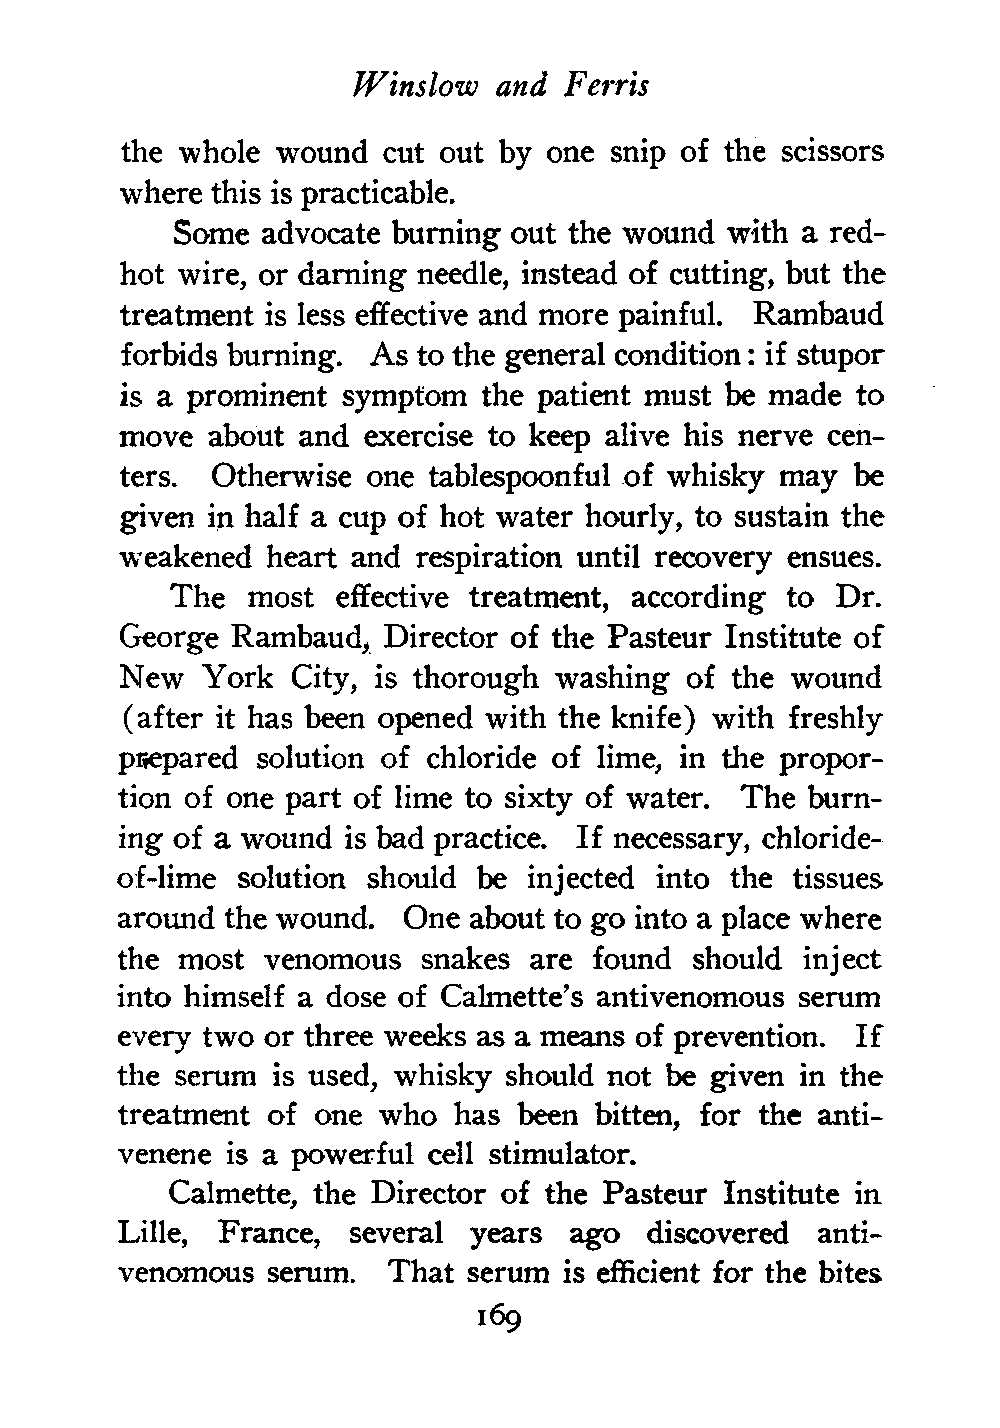 Winslow and Ferris
the whole wound cut out by one snip of the scissors
where this is practicable.
Some advocate burning out the wound with a red-
hot wire, or darning needle, instead of cutting, but the
treatment is less effective and more painful. Rambaud
forbids burning. As to the general condition: if stupor
is a prominent symptom the patient must be made to
move about and exercise to keep alive his nerve cen-
ters. Otherwise one tablespoonful of whisky may be
given in half a cup of hot water hourly, to sustain the
weakened heart and respiration until recovery ensues.
The most effective treatment, according to Dr.
George Rambaud, Director of the Pasteur Institute of
New York City, is thorough washing of the wound
(after it has been opened with the knife) with freshly
prepared solution of chloride of lime, in the propor-
tion of one part of lime to sixty of water. The burn-
ing of a wound is bad practice. If necessary, chloride-
of-lime solution should be injected into the tissues
around the wound. One about to go into a place where
the most venomous snakes are found should inject
into himself a dose of Calmette's antivenomous serum
every two or three weeks as a means of prevention. If
the serum is used, whisky should not be given in the
treatment of one who has been bitten, for the anti-
venene is a powerful cell stimulator.
Calmette, the Director of the Pasteur Institute in
Lille, France, several years ago discovered anti-
venomous serum. That serum is efficient for the bites
169